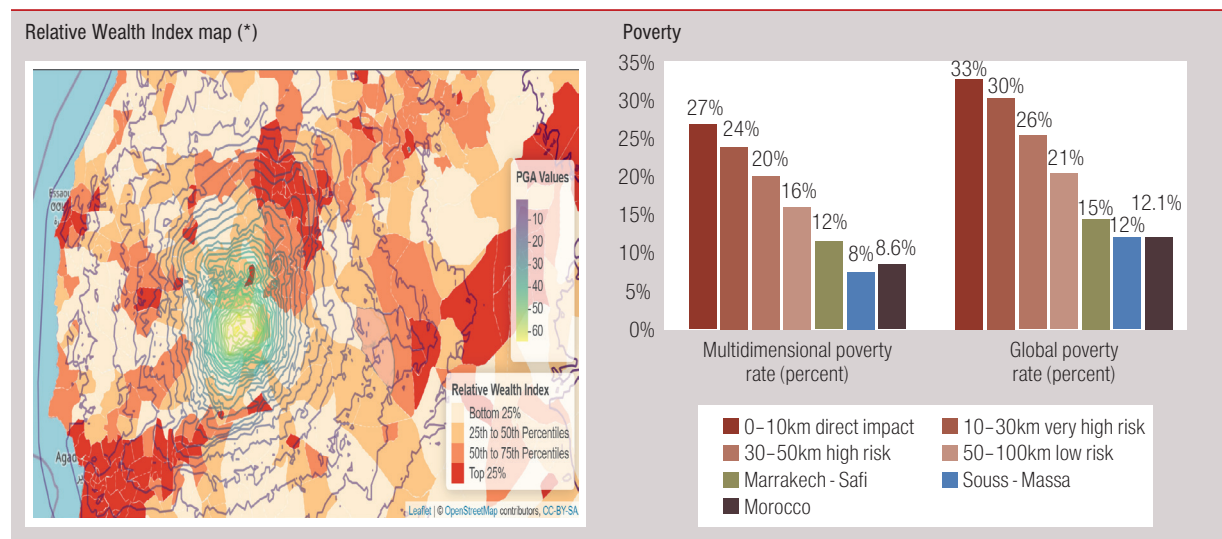 Relative Wealth Index map (*)
Essaou
Agad
PGA Values
10
20
30
40
50
60
Relative Wealth Index
Bottom 25%
25th to 50th Percentiles
50th to 75th Percentiles
Top 25%
Leaflet | © OpenStreetMap contributors, CC-BY-SA
Poverty
35%
30%
25%
20%
15%
10%
5%
0%
27%
24%
20%
16%
12%
8%
8.6%
33%
30%
26%
21%
15%
12%
12.1%
Multidimensional poverty
rate (percent)
Global poverty
rate (percent)
0–10km direct impact
10–30km very high risk
30–50km high risk
50–100km low risk
Marrakech - Safi
Souss - Massa
Morocco